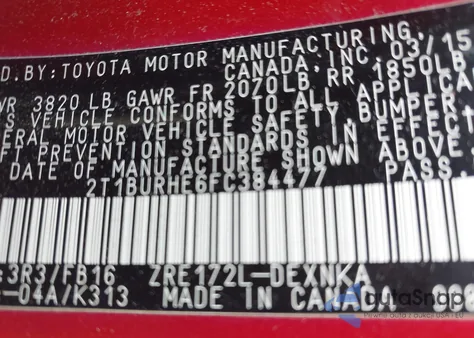 D.BY:TOYOTA MOTOR MANUFACTURING,
CANADA,INC. 03/15
VWR 3820 LB GAWR FR 2070LB,RR 1850LB
S VEHICLE CONFORMS TO ALL APPLICA
ERAL MOTOR VEHICLE SAFETY, BUMPER,
FT PREVENTION STANDARDS IN EFFECT
DATE OF MANUFACTURE SHOWN ABOVE.
2T1BURHE6FC384477 PASS
:3R3/FB16 ZRE172L-DEXNKA
-04A/K313 MADE IN CANADA
autoSnap